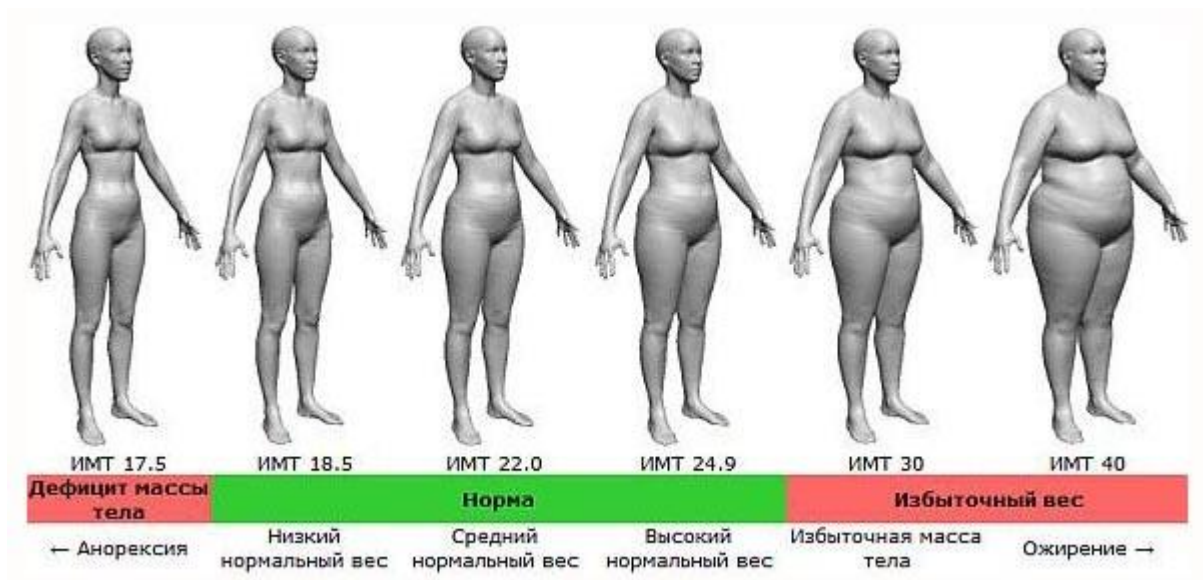 ИМТ 17.5 ИМТ 18.5 ИМТ 22.0 ИМТ 24.9 ИМТ 30 ИМТ 40
Дефицит массы
тела
Норма
Избыточный вес
← Анорексия
Низкий
нормальный вес
Средний
нормальный вес
Высокий
нормальный вес
Избыточная масса
тела
Ожирение →